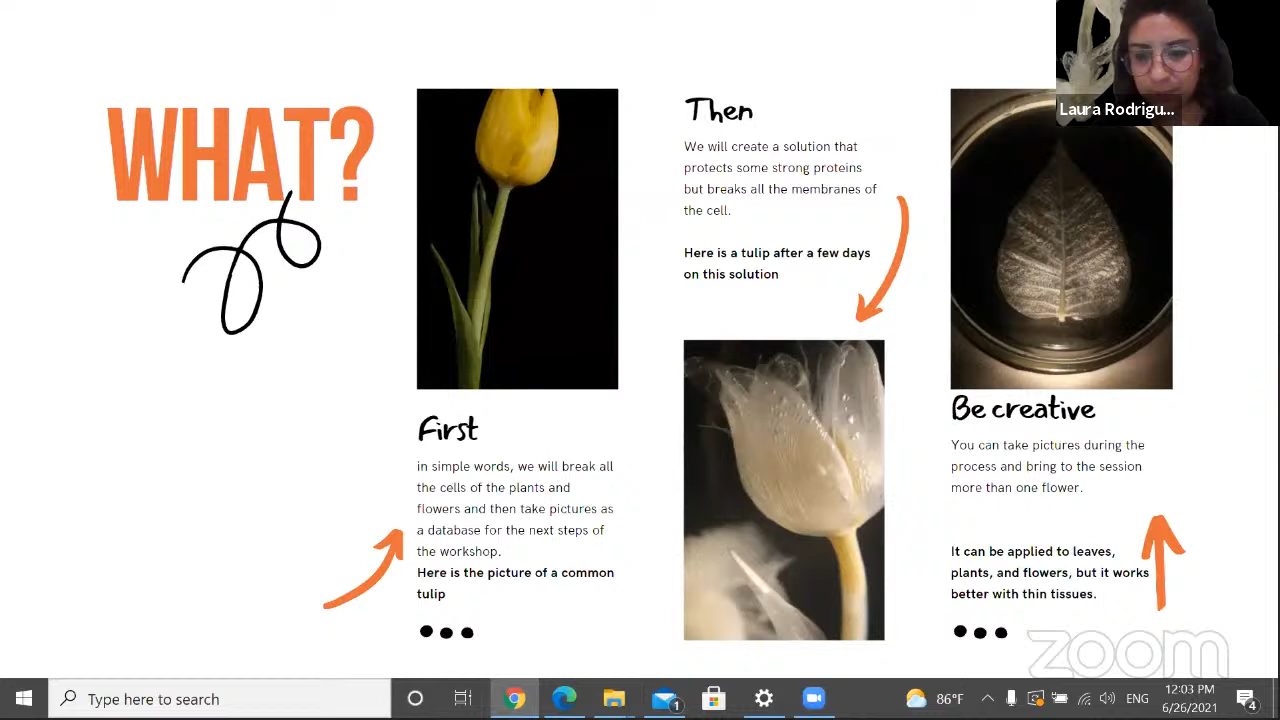 WHAT?
First
in simple words, we will break all
the cells of the plants and
flowers and then take pictures as
a database for the next steps of
the workshop.
Here is the picture of a common
tulip
Then
We will create a solution that
protects some strong proteins
but breaks all the membranes of
the cell.
Here is a tulip after a few days
on this solution
Be creative
You can take pictures during the
process and bring to the session
more than one flower.
It can be applied to leaves,
plants, and flowers, but it works
better with thin tissues.
Laura Rodrigu...
zoom
Type here to search
1
86°F
ENG
12:03 PM
6/26/2021
4